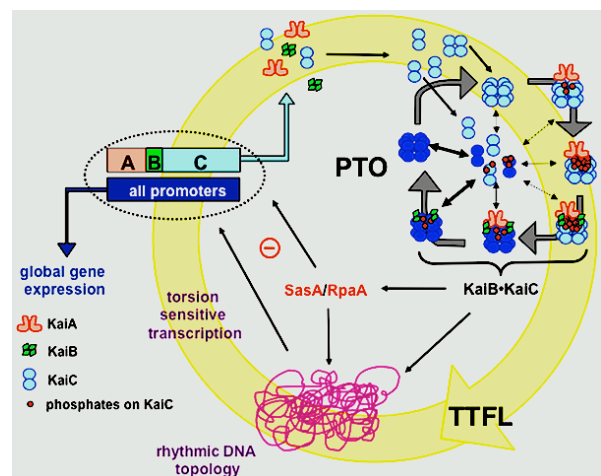 A B C
all promoters
PTO
global gene
expression
KaiA
KaiB
KaiC
phosphates on KaiC
torsion
sensitive
transcription
SasA/RpaA
KaiB•KaiC
TTFL
rhythmic DNA
topology